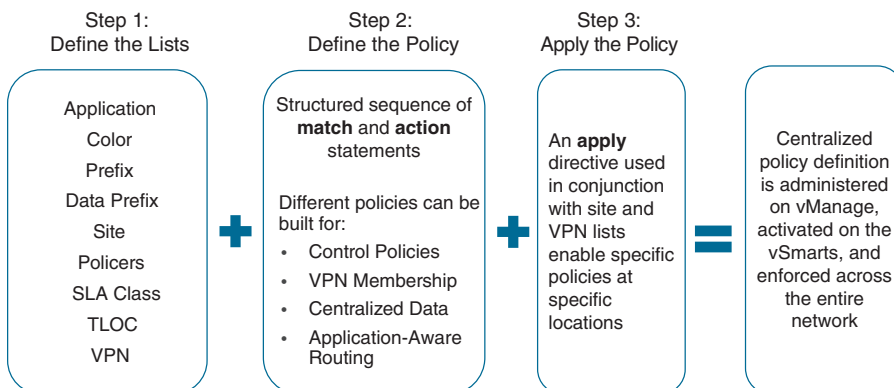 Step 1:
Define the Lists
Application
Color
Prefix
Data Prefix
Site
Policers
SLA Class
TLOC
VPN
Step 2:
Define the Policy
Structured sequence of
match and action
statements
Different policies can be
built for:
• Control Policies
• VPN Membership
• Centralized Data
• Application-Aware
Routing
Step 3:
Apply the Policy
An apply
directive used
in conjunction
with site and
VPN lists
enable specific
policies at
specific
locations
Centralized
policy definition
is administered
on vManage,
activated on the
vSmarts, and
enforced across
the entire
network